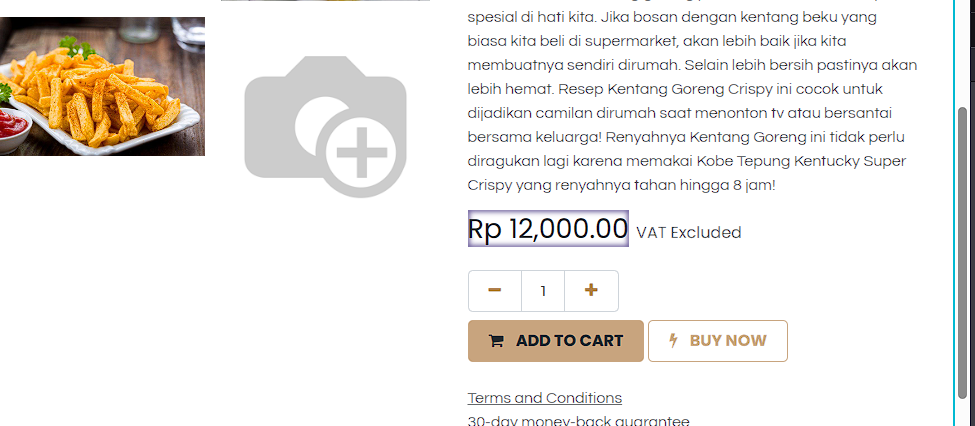 spesial di hati kita. Jika bosan dengan kentang beku yang
biasa kita beli di supermarket, akan lebih baik jika kita
membuatnya sendiri dirumah. Selain lebih bersih pastinya akan
lebih hemat. Resep Kentang Goreng Crispy ini cocok untuk
dijadikan camilan dirumah saat menonton tv atau bersantai
bersama keluarga! Renyahnya Kentang Goreng ini tidak perlu
diragukan lagi karena memakai Kobe Tepung Kentucky Super
Crispy yang renyahnya tahan hingga 8 jam!
Rp 12,000.00 VAT Excluded
1
ADD TO CART
BUY NOW
Terms and Conditions
30-day money-back guarantee